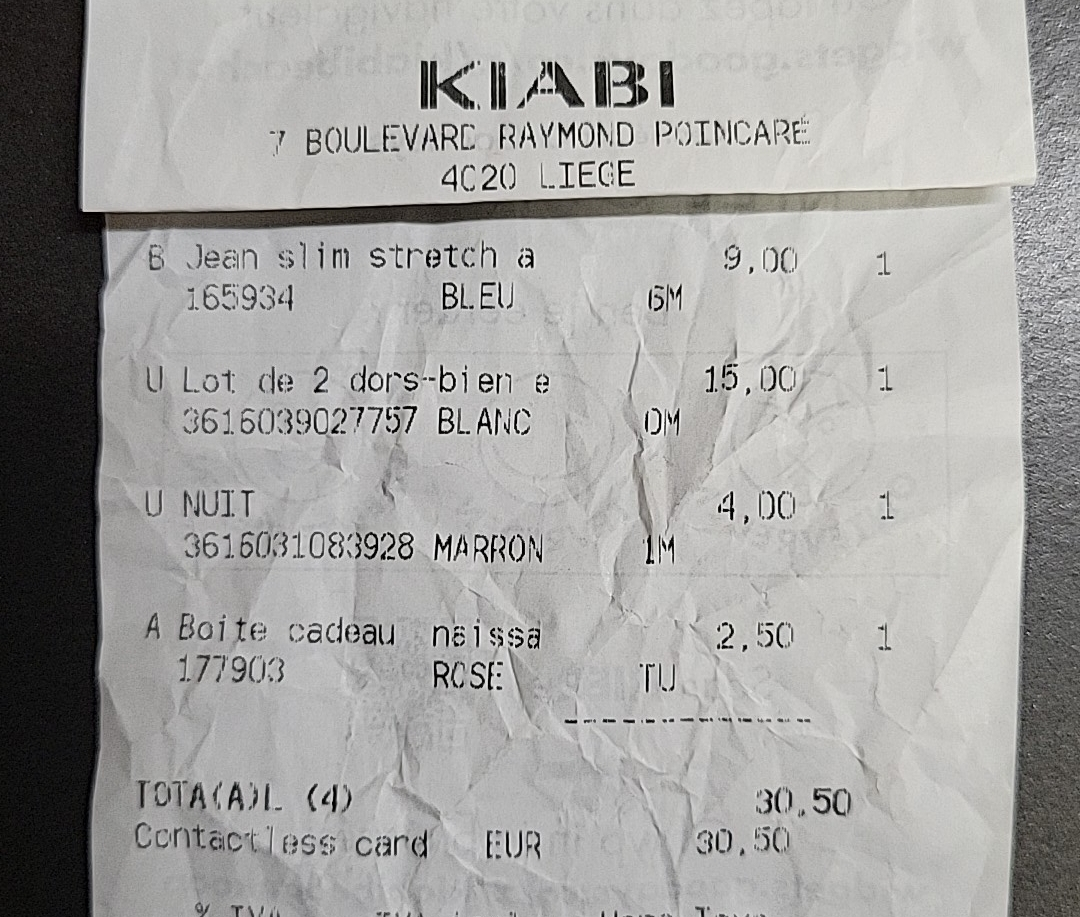 KIABI
7 BOULEVARD RAYMOND POINCARÉ
4020 LIEGE
B Jean slim stretch a 9,00 1
165934 BLEU 6M
U Lot de 2 dors-bien e 15,00 1
3616039027757 BLANC 0M
U NUIT 4,00 1
3616031083928 MARRON 1M
A Boite cadeau naissa 2,50 1
177903 ROSE TU
TOTA(A)L (4) 30,50
Contactless card EUR 30,50
% TVA